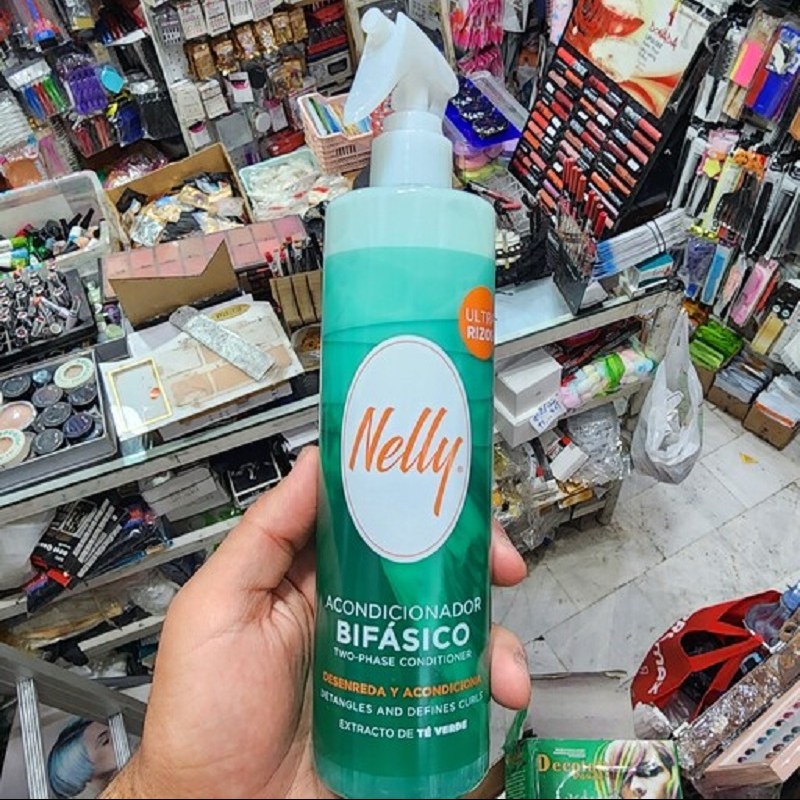 ULTRA
RIZOS
Nelly
ACONDICIONADOR
BIFÁSICO
TWO-PHASE CONDITIONER
DESENREDA Y ACONDICIONA
DETANGLES AND DEFINES CURLS
EXTRACTO DE TÉ VERDE